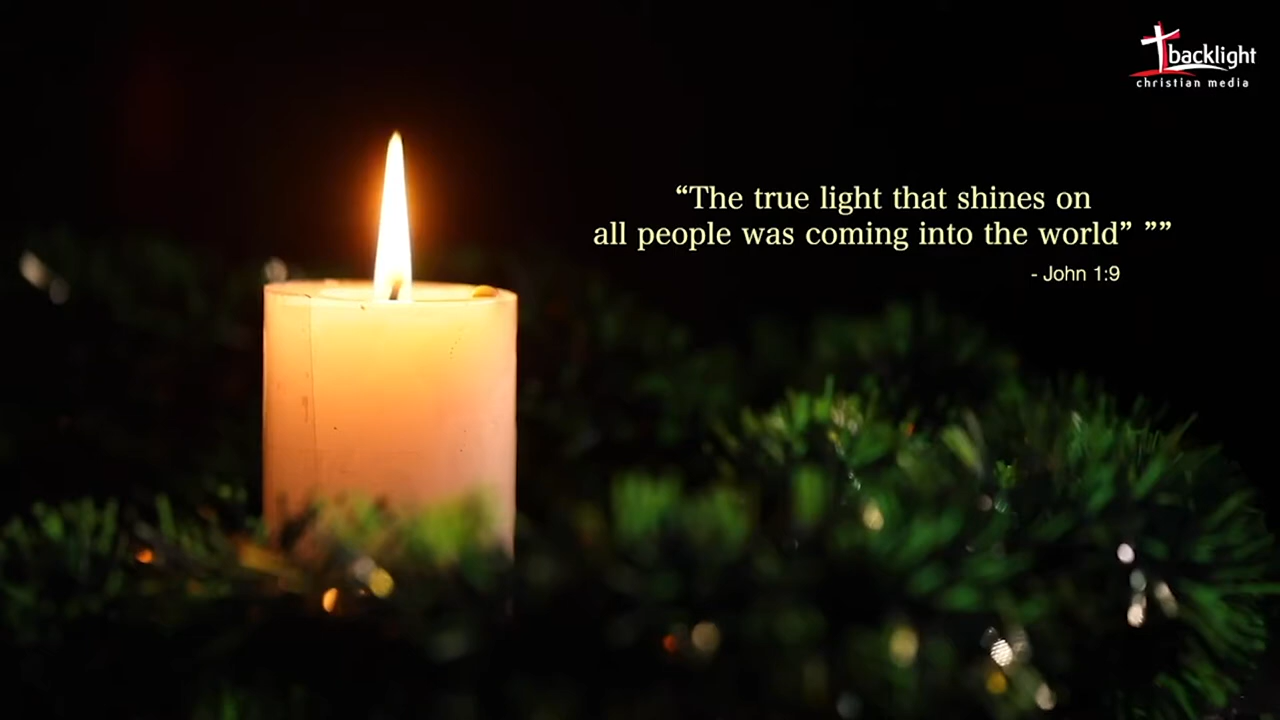 backlight
christian media
“The true light that shines on
all people was coming into the world” ””
- John 1:9